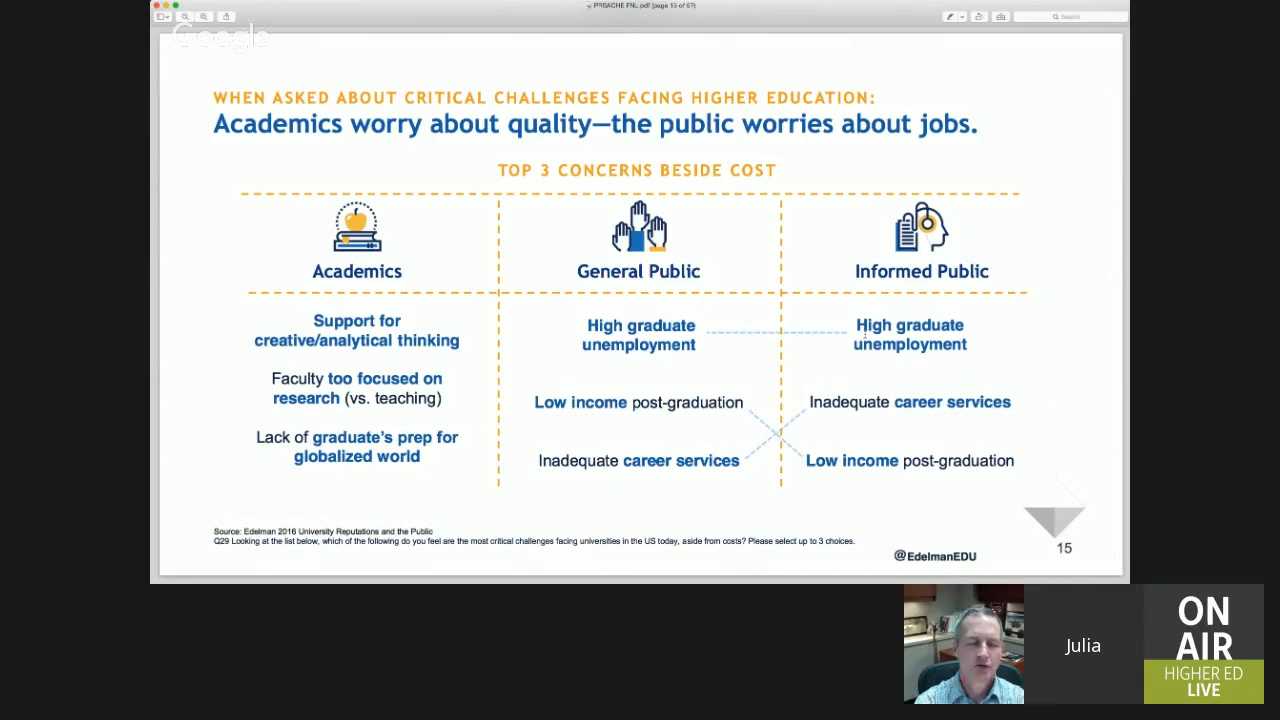 PRSACHE FNL.pdf (page 15 of 67)
Search
Google
WHEN ASKED ABOUT CRITICAL CHALLENGES FACING HIGHER EDUCATION:
Academics worry about quality—the public worries about jobs.
TOP 3 CONCERNS BESIDE COST
Academics
General Public
Informed Public
Support for
creative/analytical thinking
Faculty too focused on
research (vs. teaching)
Lack of graduate's prep for
globalized world
High graduate
unemployment
Low income post-graduation
Inadequate career services
High graduate
unemployment
Inadequate career services
Low income post-graduation
Source: Edelman 2016 University Reputations and the Public
Q29 Looking at the list below, which of the following do you feel are the most critical challenges facing universities in the US today, aside from costs? Please select up to 3 choices.
@EdelmanEDU
15
Julia
ON
AIR
HIGHER ED
LIVE